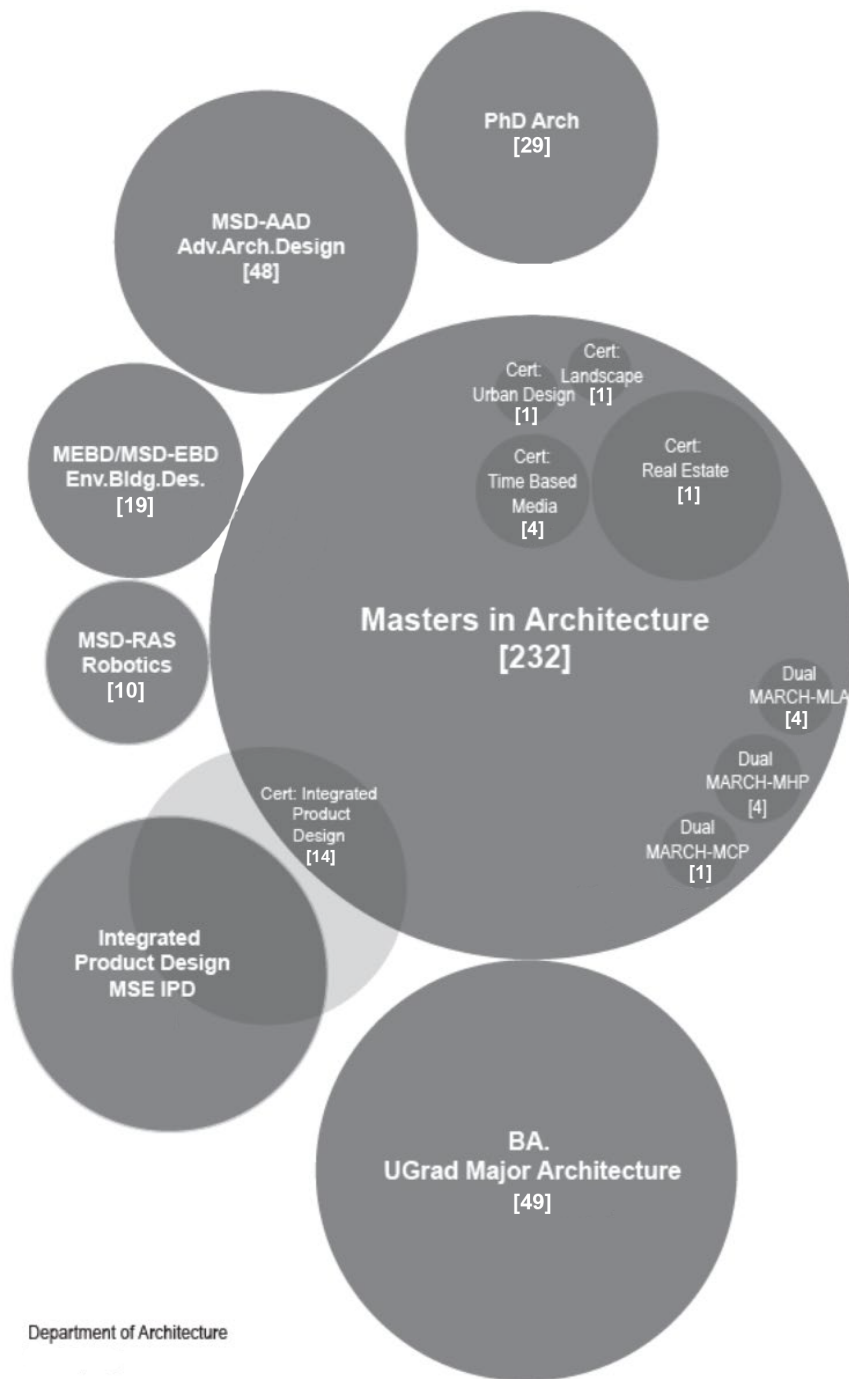 PhD Arch
[29]
MSD-AAD
Adv.Arch.Design
[48]
Cert:
Landscape
[1]
Cert:
Urban Design
[1]
MEBD/MSD-EBD
Env.Bldg.Des.
[19]
Cert:
Time Based
Media
[4]
Cert:
Real Estate
[1]
Masters in Architecture
[232]
MSD-RAS
Robotics
[10]
Dual
MARCH-MLA
[4]
Dual
MARCH-MHP
[4]
Dual
MARCH-MCP
[1]
Cert: Integrated
Product
Design
[14]
Integrated
Product Design
MSE IPD
BA.
UGrad Major Architecture
[49]
Department of Architecture